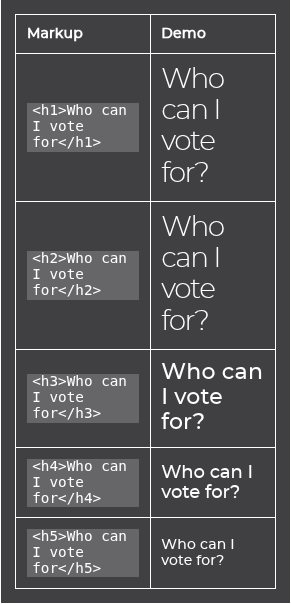 Markup Demo
<h1>Who can
I vote
for</h1>
Who
can I
vote
for?
<h2>Who can
I vote
for</h2>
Who
can I
vote
for?
<h3>Who can
I vote
for</h3>
Who can
I vote
for?
<h4>Who can
I vote
for</h4>
Who can I
vote for?
<h5>Who can
I vote
for</h5>
Who can I
vote for?